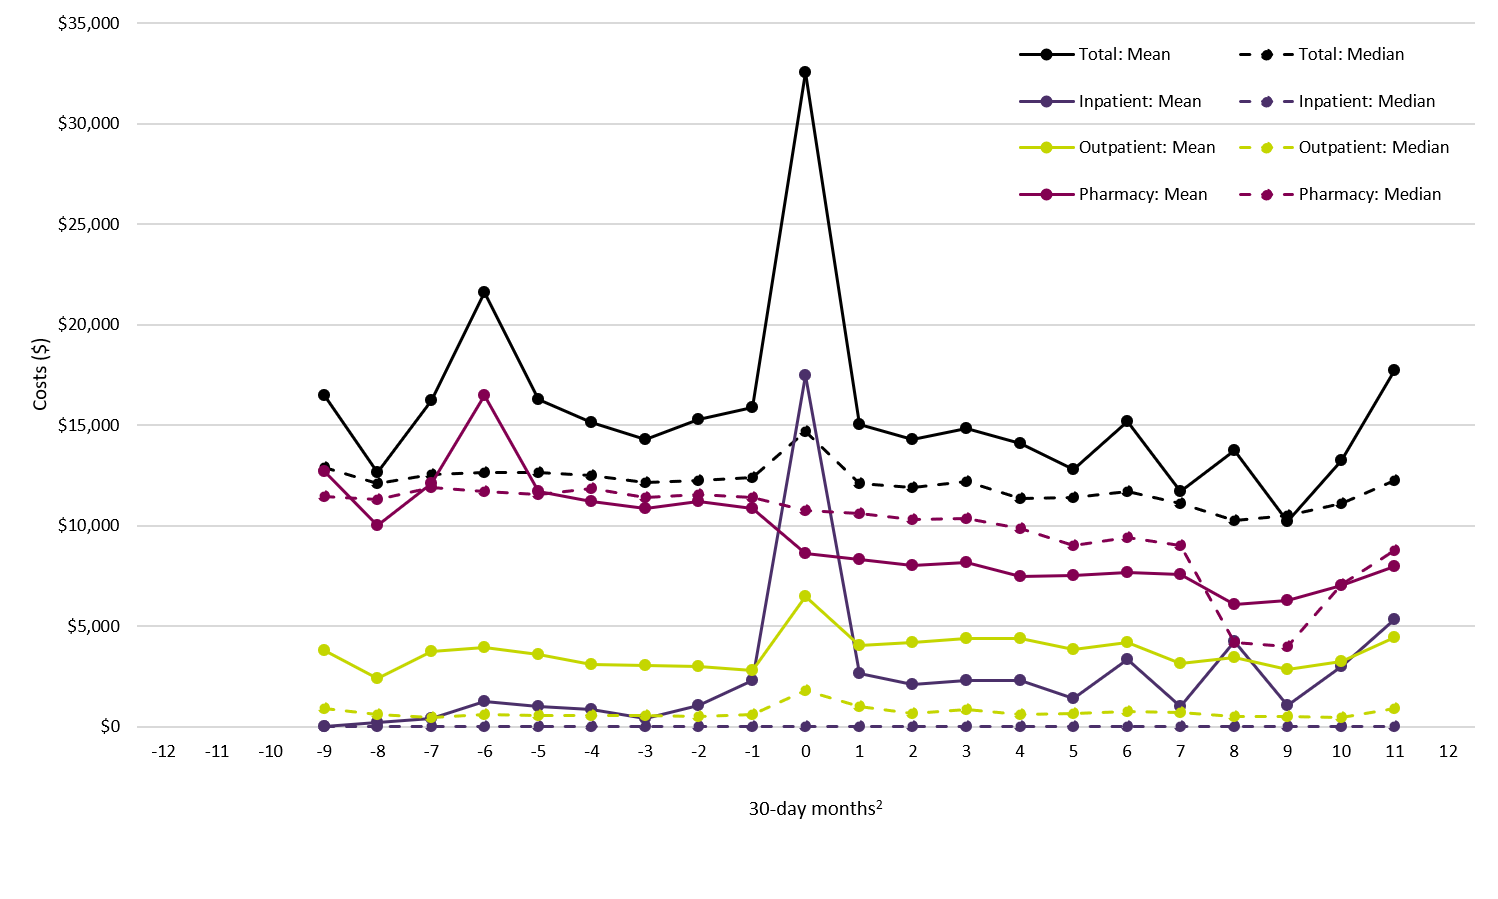 $35,000
$30,000
$25,000
$20,000
$15,000
$10,000
$5,000
$0
Costs ($)
Total: Mean Total: Median
Inpatient: Mean Inpatient: Median
Outpatient: Mean Outpatient: Median
Pharmacy: Mean Pharmacy: Median
-12 -11 -10 -9 -8 -7 -6 -5 -4 -3 -2 -1 0 1 2 3 4 5 6 7 8 9 10 11 12
30-day months²